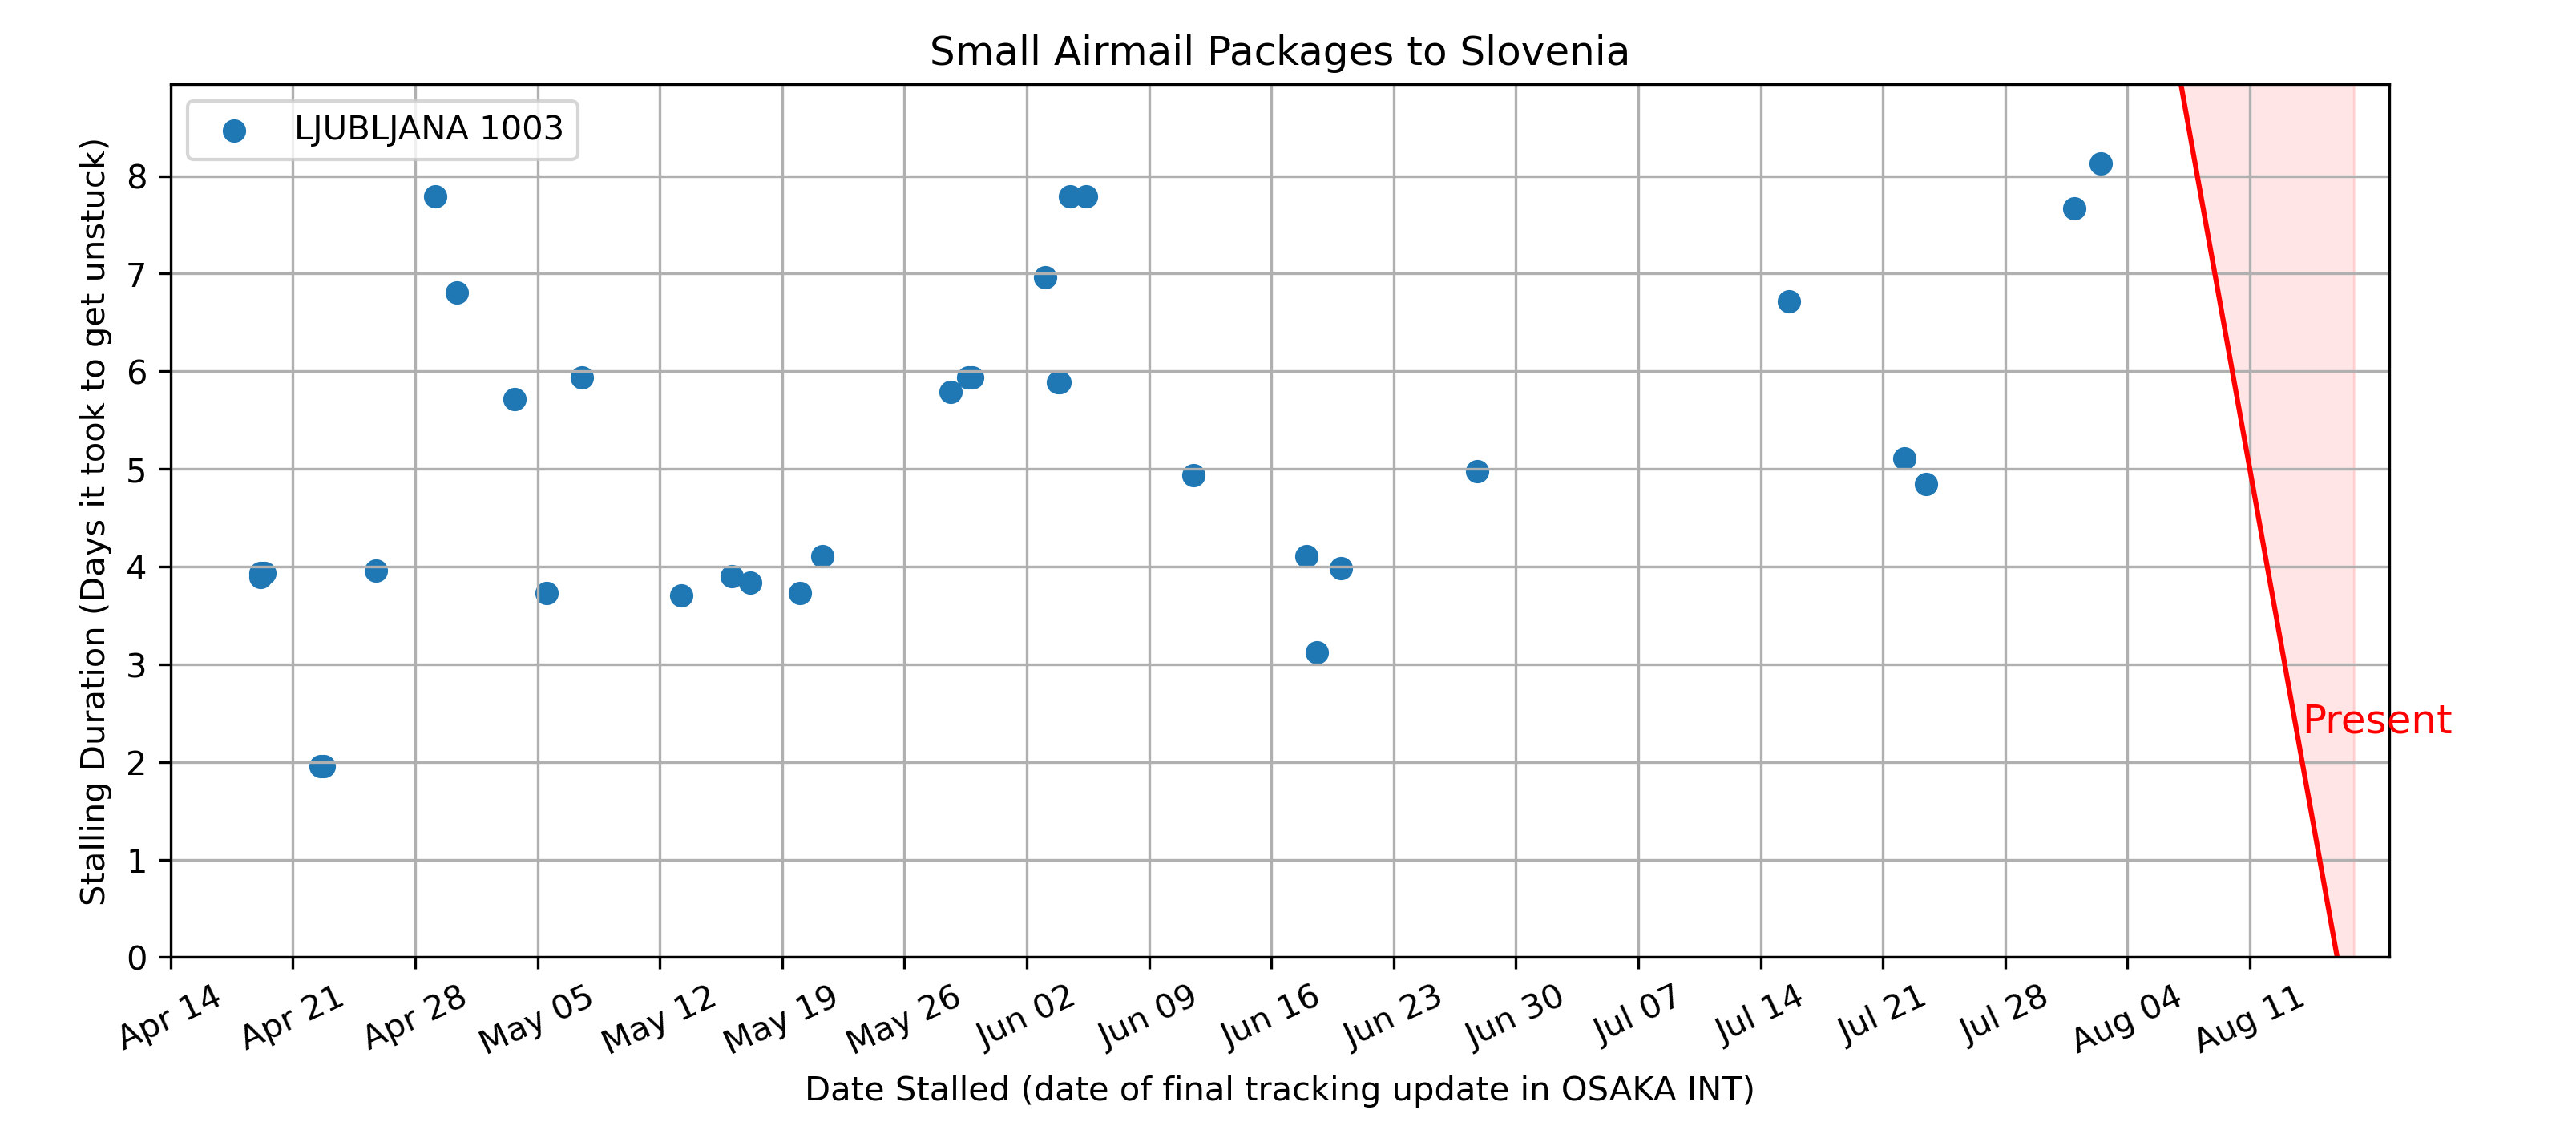 Small Airmail Packages to Slovenia
LJUBLJANA 1003
Stalling Duration (Days it took to get unstuck)
8
7
6
5
4
3
2
1
0
Present
Apr 14
Apr 21
Apr 28
May 05
May 12
May 19
May 26
Jun 02
Jun 09
Jun 16
Jun 23
Jun 30
Jul 07
Jul 14
Jul 21
Jul 28
Aug 04
Aug 11
Date Stalled (date of final tracking update in OSAKA INT)